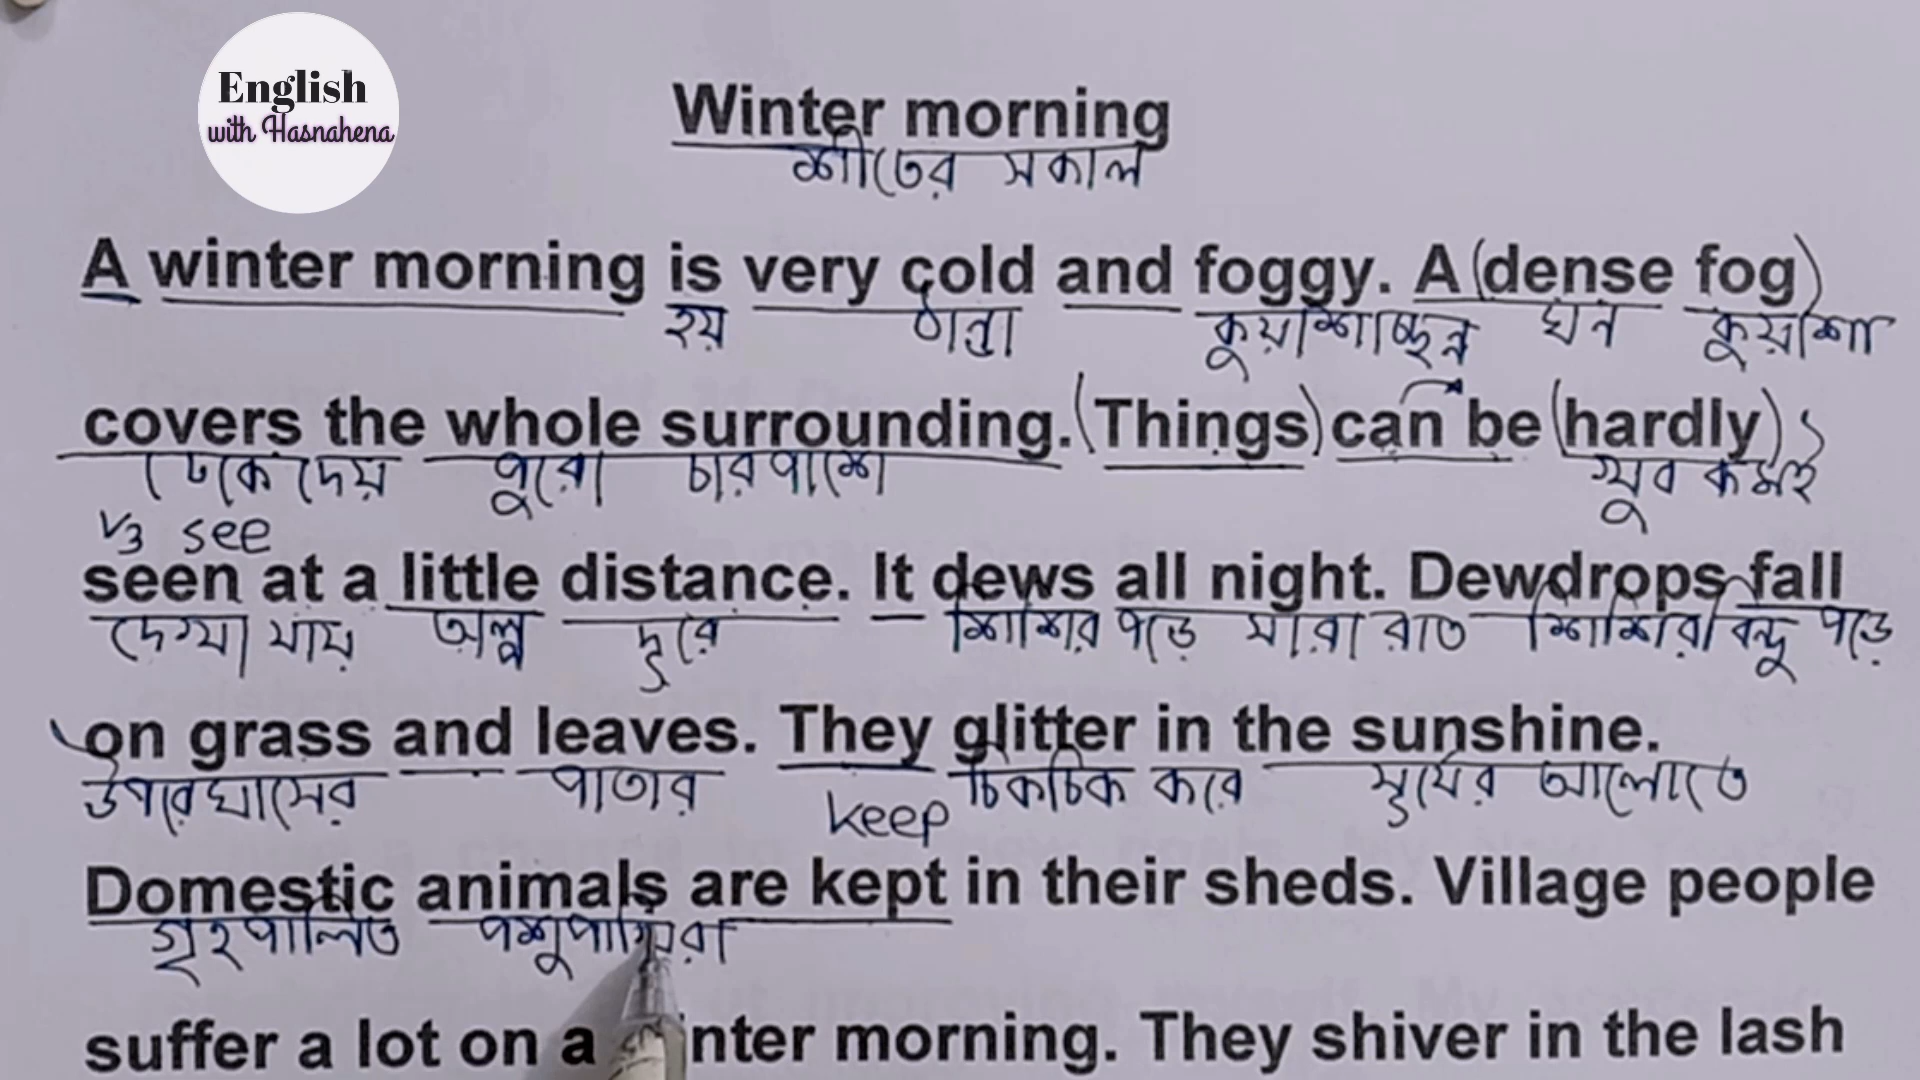 English
with Hasnahena
Winter morning
শীতের সকাল
A winter morning is very cold and foggy. A (dense fog)
হয় ঠান্ডা কুয়াশাচ্ছন্ন ঘন কুয়াশা
covers the whole surrounding. (Things) can be (hardly)
ঢেকে দেয় পুরো চারপাশে খুব কমই
V3 see
seen at a little distance. It dews all night. Dewdrops fall
দেখা যায় অল্প দূরে শিশির পড়ে সারা রাত শিশির বিন্দু পড়ে
on grass and leaves. They glitter in the sunshine.
উপরে ঘাসের পাতার চিকচিক করে সূর্যের আলোতে
keep
Domestic animals are kept in their sheds. Village people
গৃহপালিত পশুপাখিরা
suffer a lot on a inter morning. They shiver in the lash